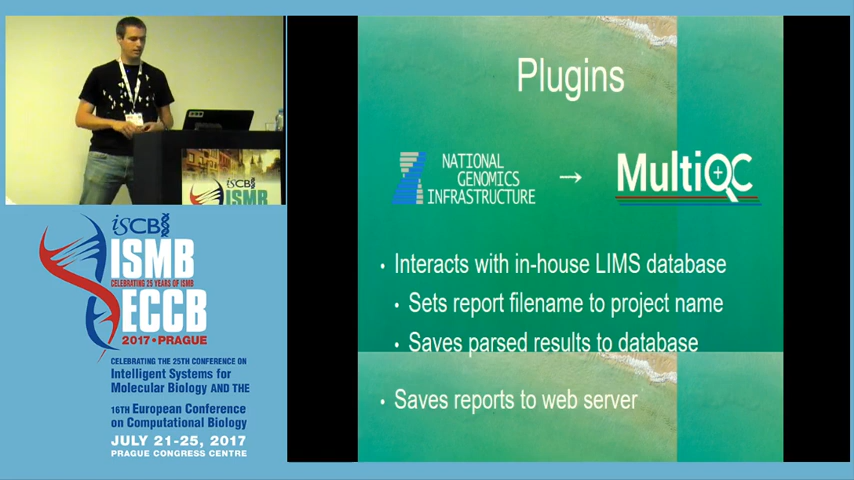 Plugins
NATIONAL
GENOMICS
INFRASTRUCTURE
→
MultiQC
• Interacts with in-house LIMS database
• Sets report filename to project name
• Saves parsed results to database
• Saves reports to web server
iSCB
ISMB
iSCB
ISMB
CELEBRATING 25 YEARS OF ISMB
ECCB
2017 • PRAGUE
CELEBRATING THE 25TH CONFERENCE ON
Intelligent Systems for
Molecular Biology AND THE
16TH European Conference
on Computational Biology
JULY 21-25, 2017
PRAGUE CONGRESS CENTRE